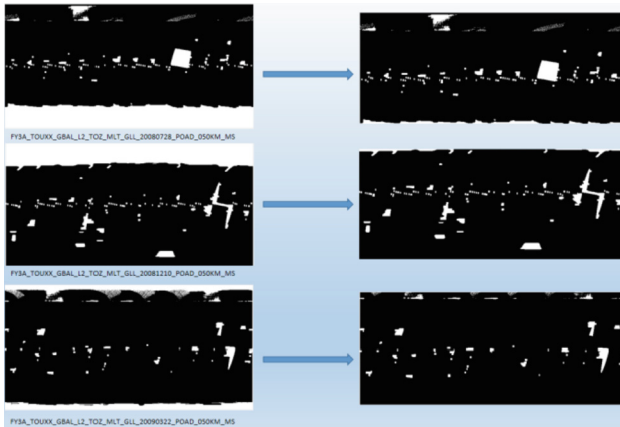 FY3A_TOUXX_GBAL_L2_TOZ_MLT_GLL_20080728_POAD_050KM_MS
FY3A_TOUXX_GBAL_L2_TOZ_MLT_GLL_20081210_POAD_050KM_MS
FY3A_TOUXX_GBAL_L2_TOZ_MLT_GLL_20090322_POAD_050KM_MS